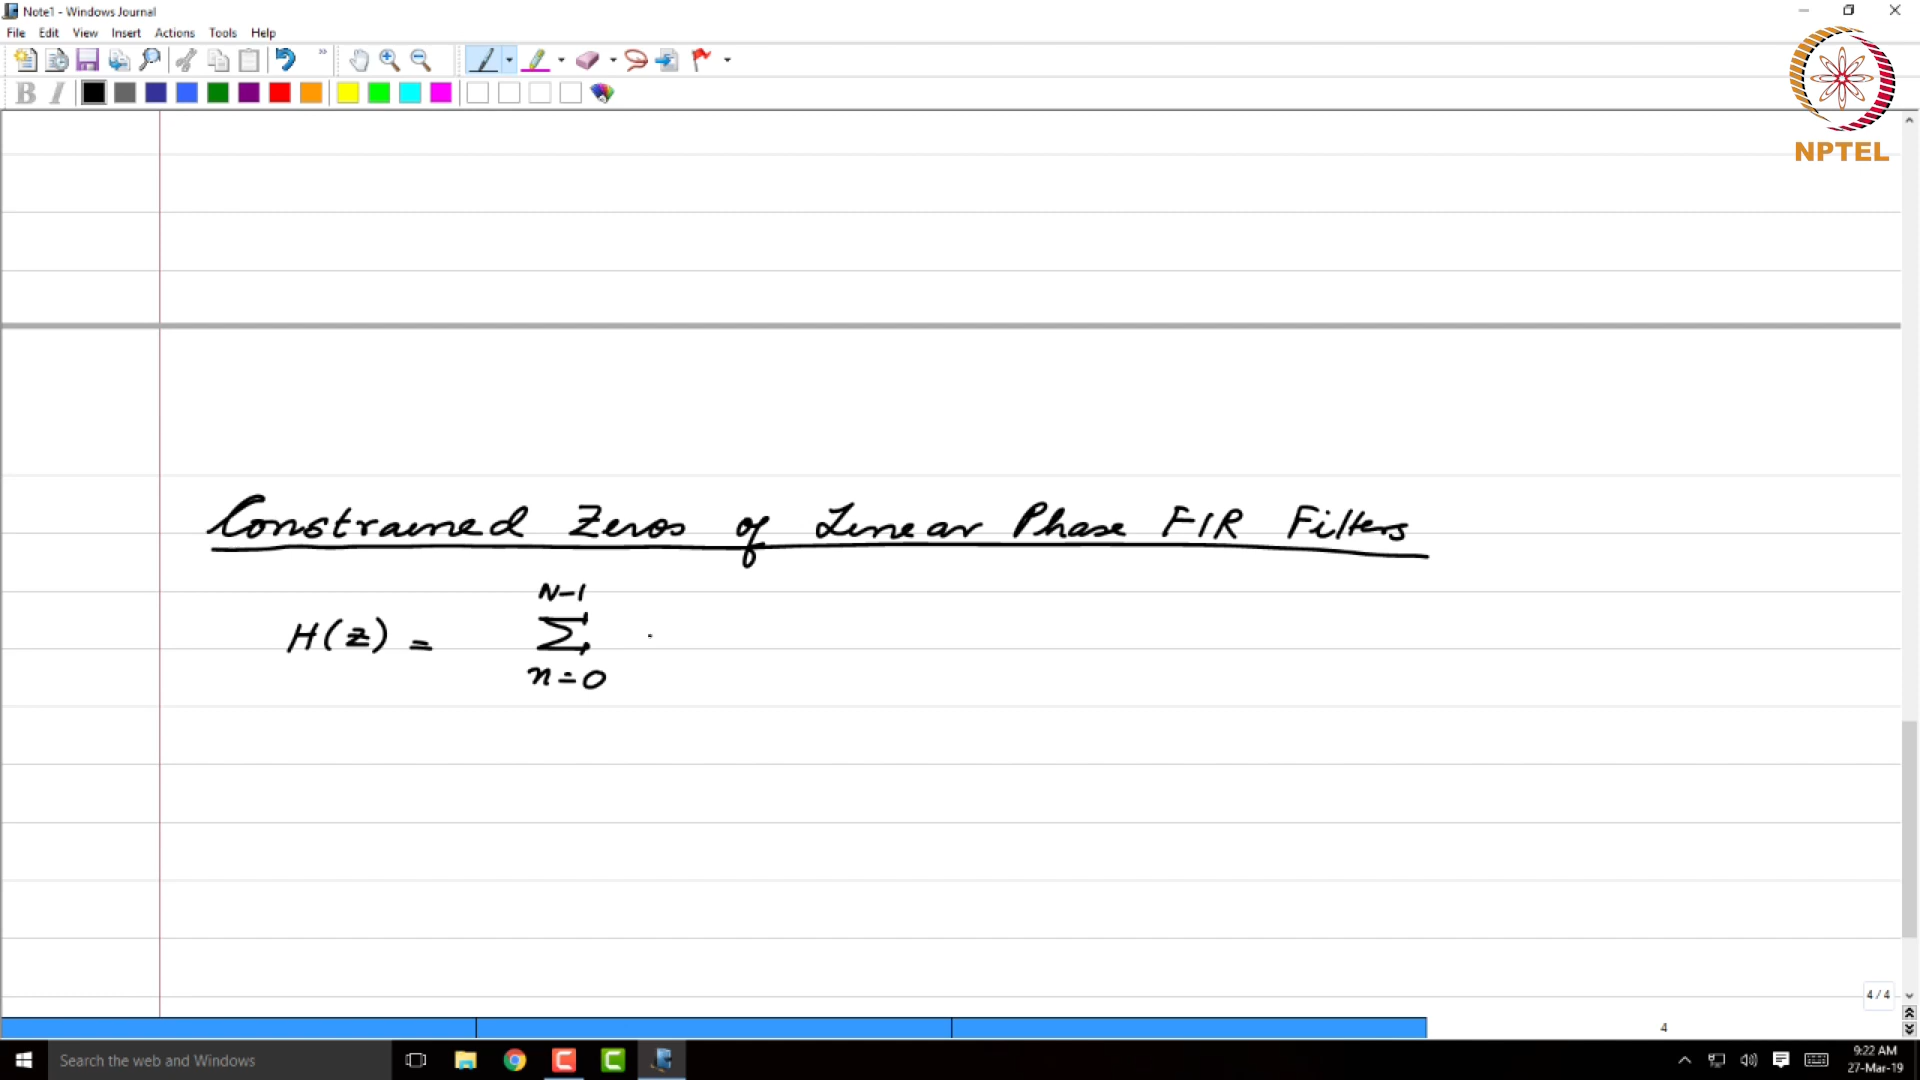 Note1 - Windows Journal
File Edit View Insert Actions Tools Help
B I
NPTEL
Constrained Zeros of Linear Phase FIR Filters
N-1
H(z) = Σ
n=0
4 / 4
4
Search the web and Windows
9:22 AM
27-Mar-19